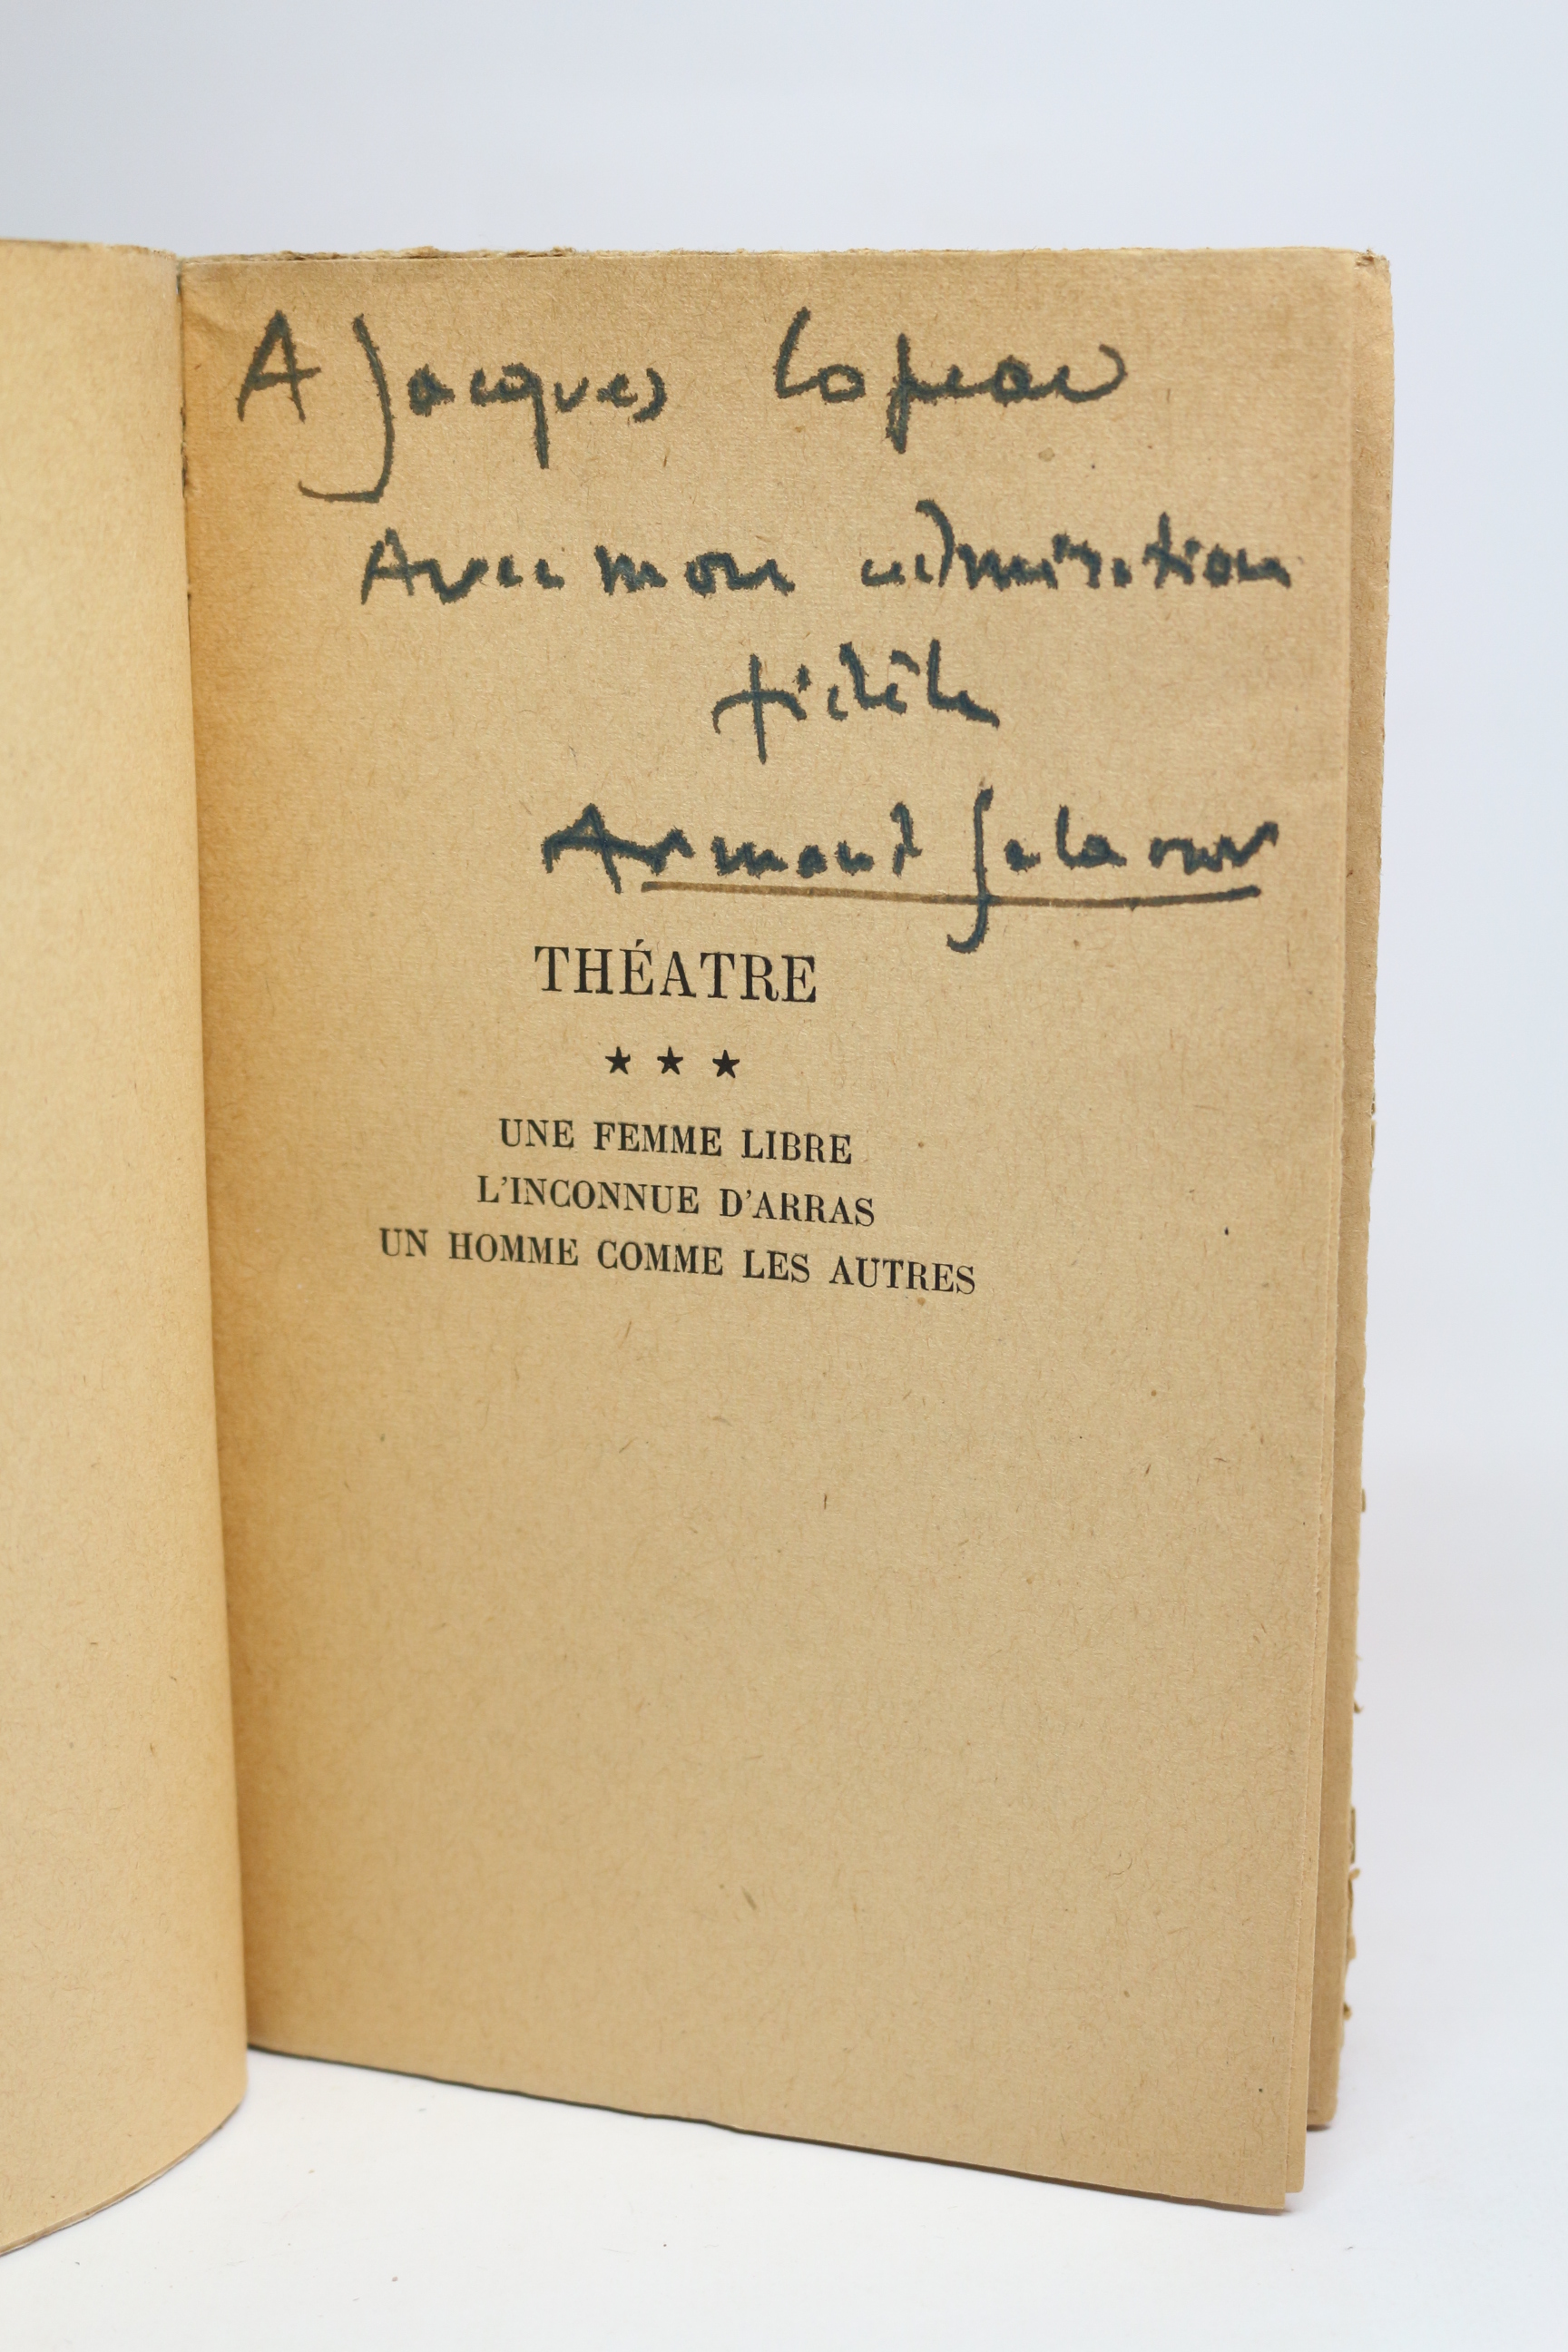 A Jacques Copeau
Avec mon admiration
fidèle
Armand Salacrou
THÉATRE
★ ★ ★
UNE FEMME LIBRE
L'INCONNUE D'ARRAS
UN HOMME COMME LES AUTRES